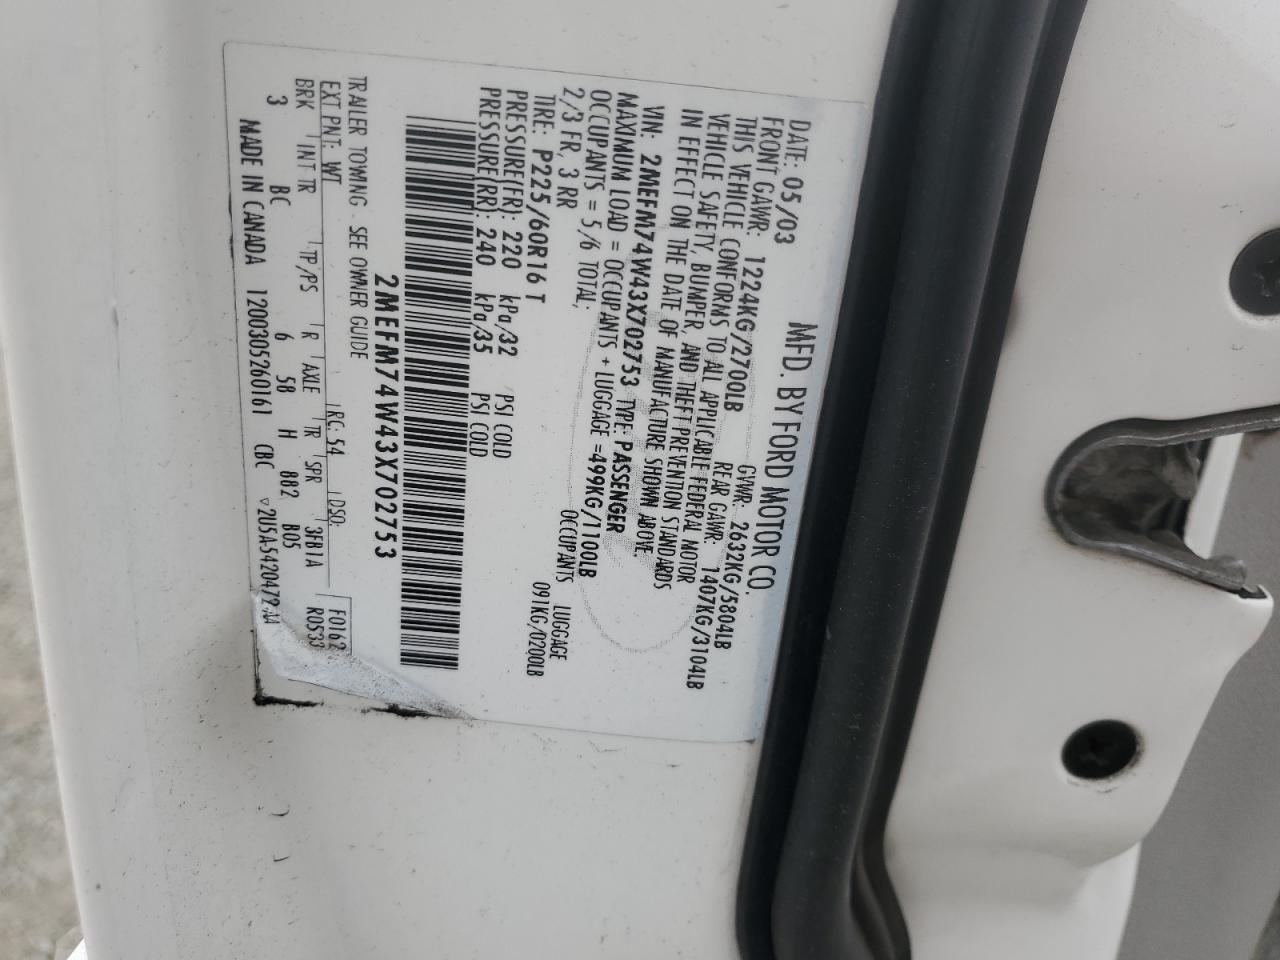 MFD. BY FORD MOTOR CO.
DATE: 05/03 GVWR: 2632KG/5804LB
FRONT GAWR: 1224KG/2700LB REAR GAWR: 1407KG/3104LB
THIS VEHICLE CONFORMS TO ALL APPLICABLE FEDERAL MOTOR
VEHICLE SAFETY, BUMPER, AND THEFT PREVENTION STANDARDS
IN EFFECT ON THE DATE OF MANUFACTURE SHOWN ABOVE.
VIN: 2MEFM74W43X702753 TYPE: PASSENGER
MAXIMUM LOAD = OCCUPANTS + LUGGAGE = 499KG/1100LB
OCCUPANTS = 5/6 TOTAL; OCCUPANTS LUGGAGE
2/3 FR, 3 RR 091KG/0200LB
TIRE: P225/60R16 T
PRESSURE(FR): 220 kPa/32 PSI COLD
PRESSURE(RR): 240 kPa/35 PSI COLD
2MEFM74W43X702753
TRAILER TOWING - SEE OWNER GUIDE
EXT PNT: WT RC: 54 DSO: F0162
BRK INT TR TP/PS R AXLE TR SPR 3FB1A R0533
3 BC 6 58 H 882 B05
MADE IN CANADA 1200305260161 CBC ▽2U5A-5420472-AA